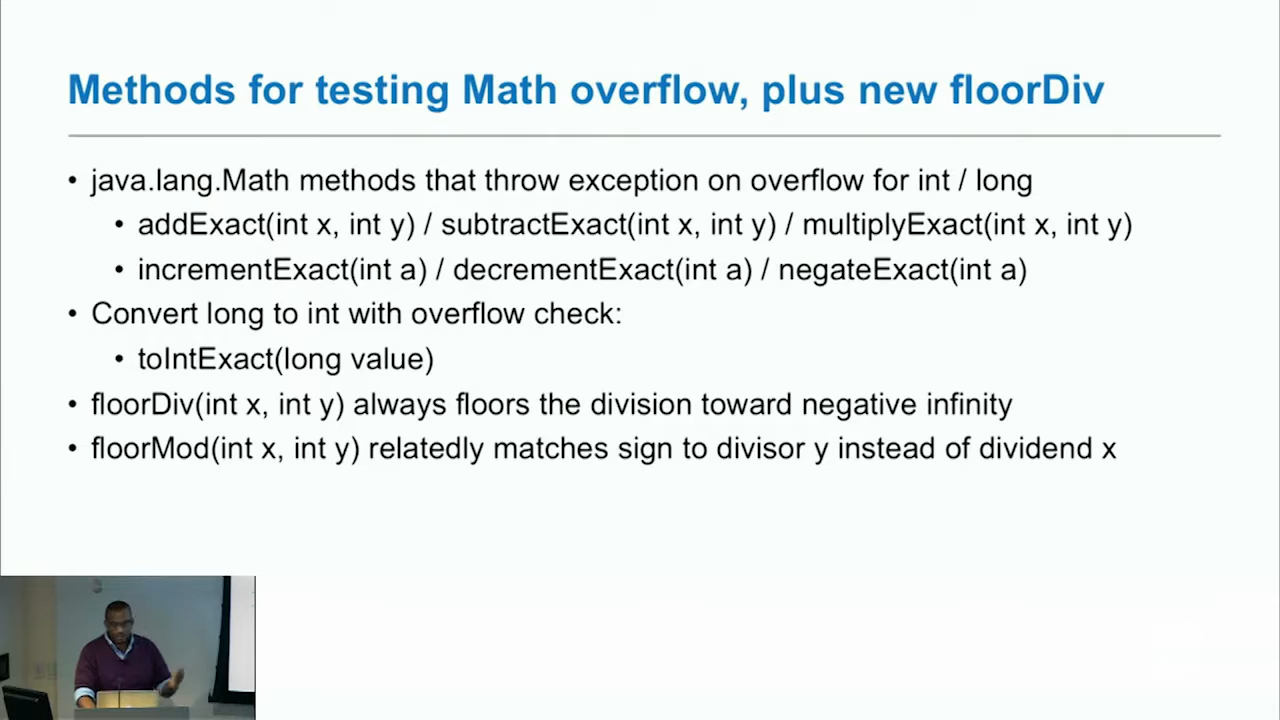 Methods for testing Math overflow, plus new floorDiv
• java.lang.Math methods that throw exception on overflow for int / long
• addExact(int x, int y) / subtractExact(int x, int y) / multiplyExact(int x, int y)
• incrementExact(int a) / decrementExact(int a) / negateExact(int a)
• Convert long to int with overflow check:
• toIntExact(long value)
• floorDiv(int x, int y) always floors the division toward negative infinity
• floorMod(int x, int y) relatedly matches sign to divisor y instead of dividend x